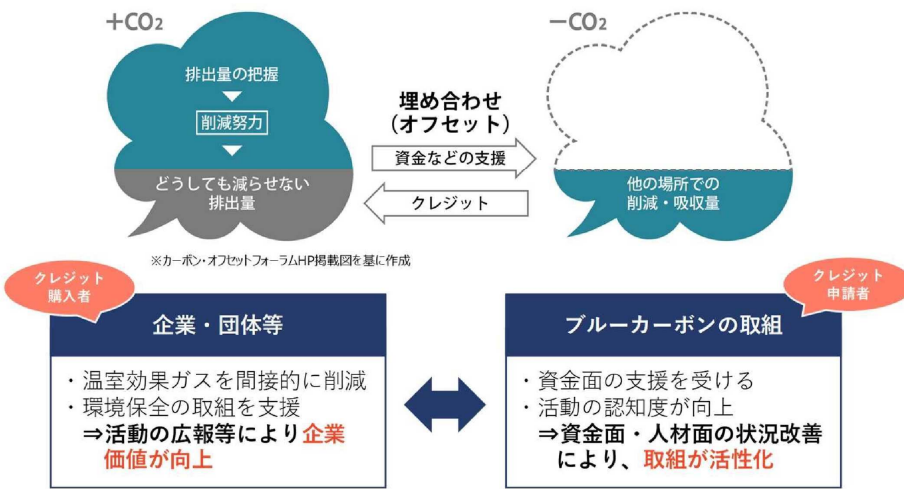 ＋CO₂
排出量の把握
削減努力
どうしても減らせない
排出量
埋め合わせ
（オフセット）
資金などの支援
クレジット
－CO₂
他の場所での
削減・吸収量
※カーボン・オフセットフォーラムHP掲載図を基に作成
クレジット
購入者
企業・団体等
・温室効果ガスを間接的に削減
・環境保全の取組を支援
⇒活動の広報等により企業
価値が向上
クレジット
申請者
ブルーカーボンの取組
・資金面の支援を受ける
・活動の認知度が向上
⇒資金面・人材面の状況改善
により、取組が活性化